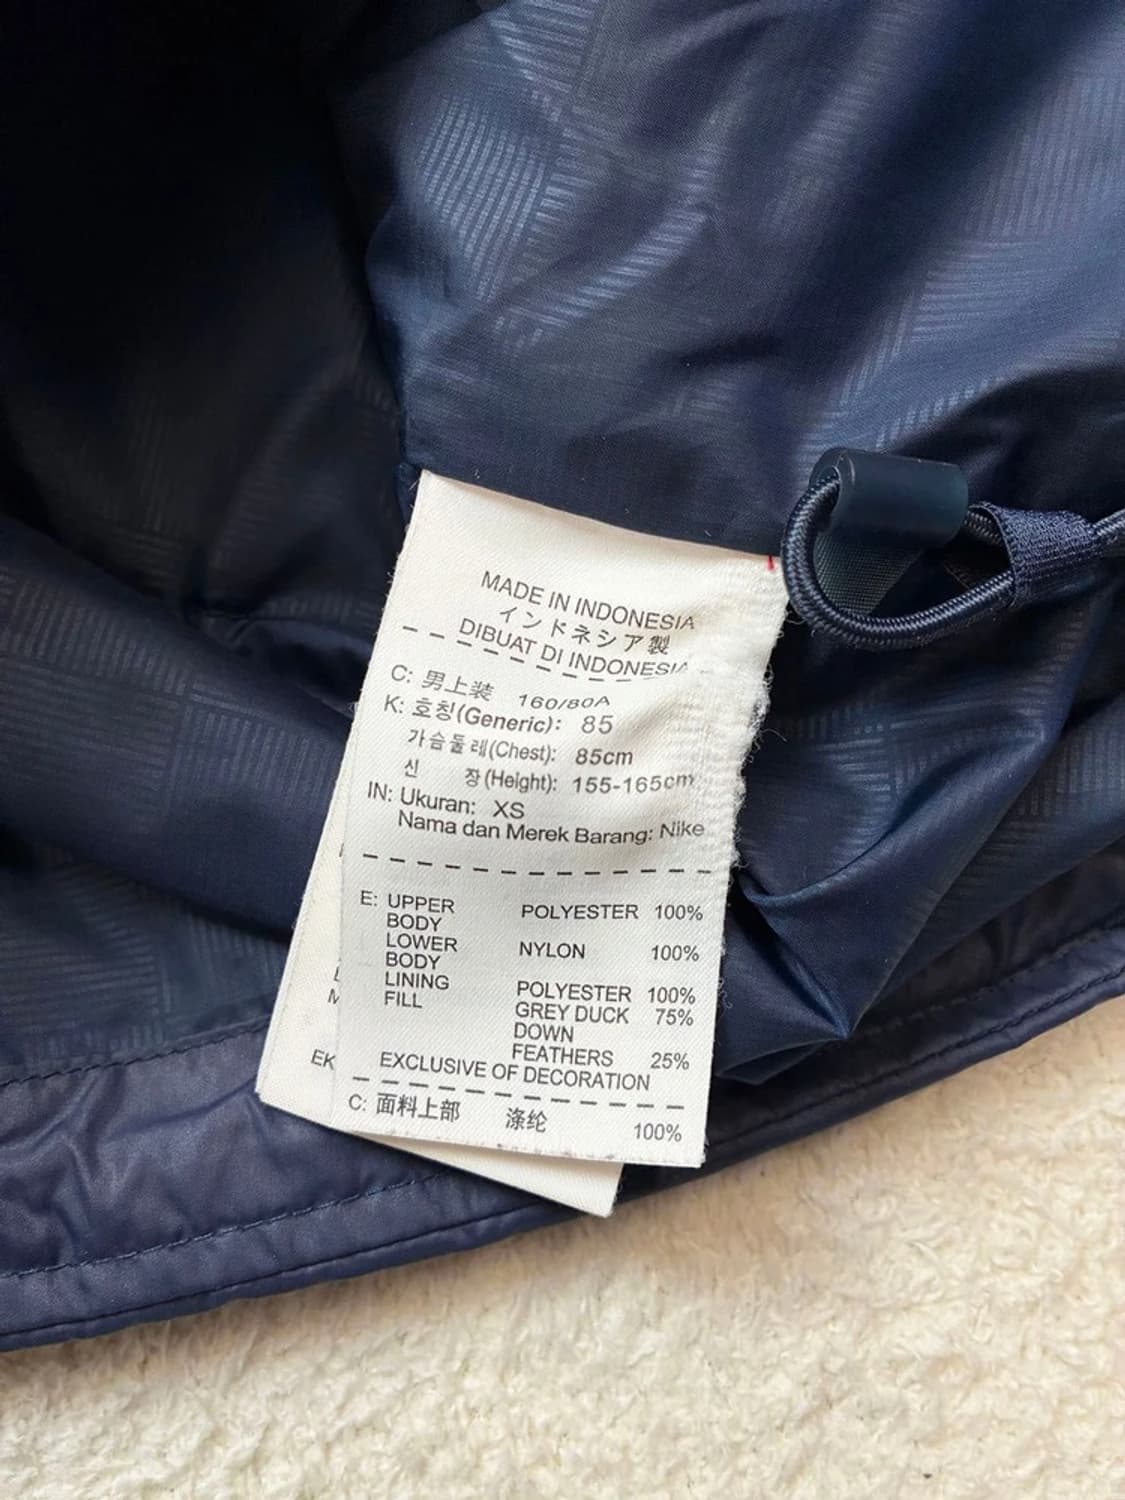 MADE IN INDONESIA
インドネシア製
DIBUAT DI INDONESIA
C: 男上装 160/80A
K: 호칭(Generic): 85
가슴둘레(Chest): 85cm
신 장(Height): 155-165cm
IN: Ukuran: XS
Nama dan Merek Barang: Nike
E: UPPER BODY POLYESTER 100%
LOWER BODY NYLON 100%
LINING POLYESTER 100%
FILL GREY DUCK DOWN 75%
FEATHERS 25%
EXCLUSIVE OF DECORATION
C: 面料上部 涤纶 100%
EK